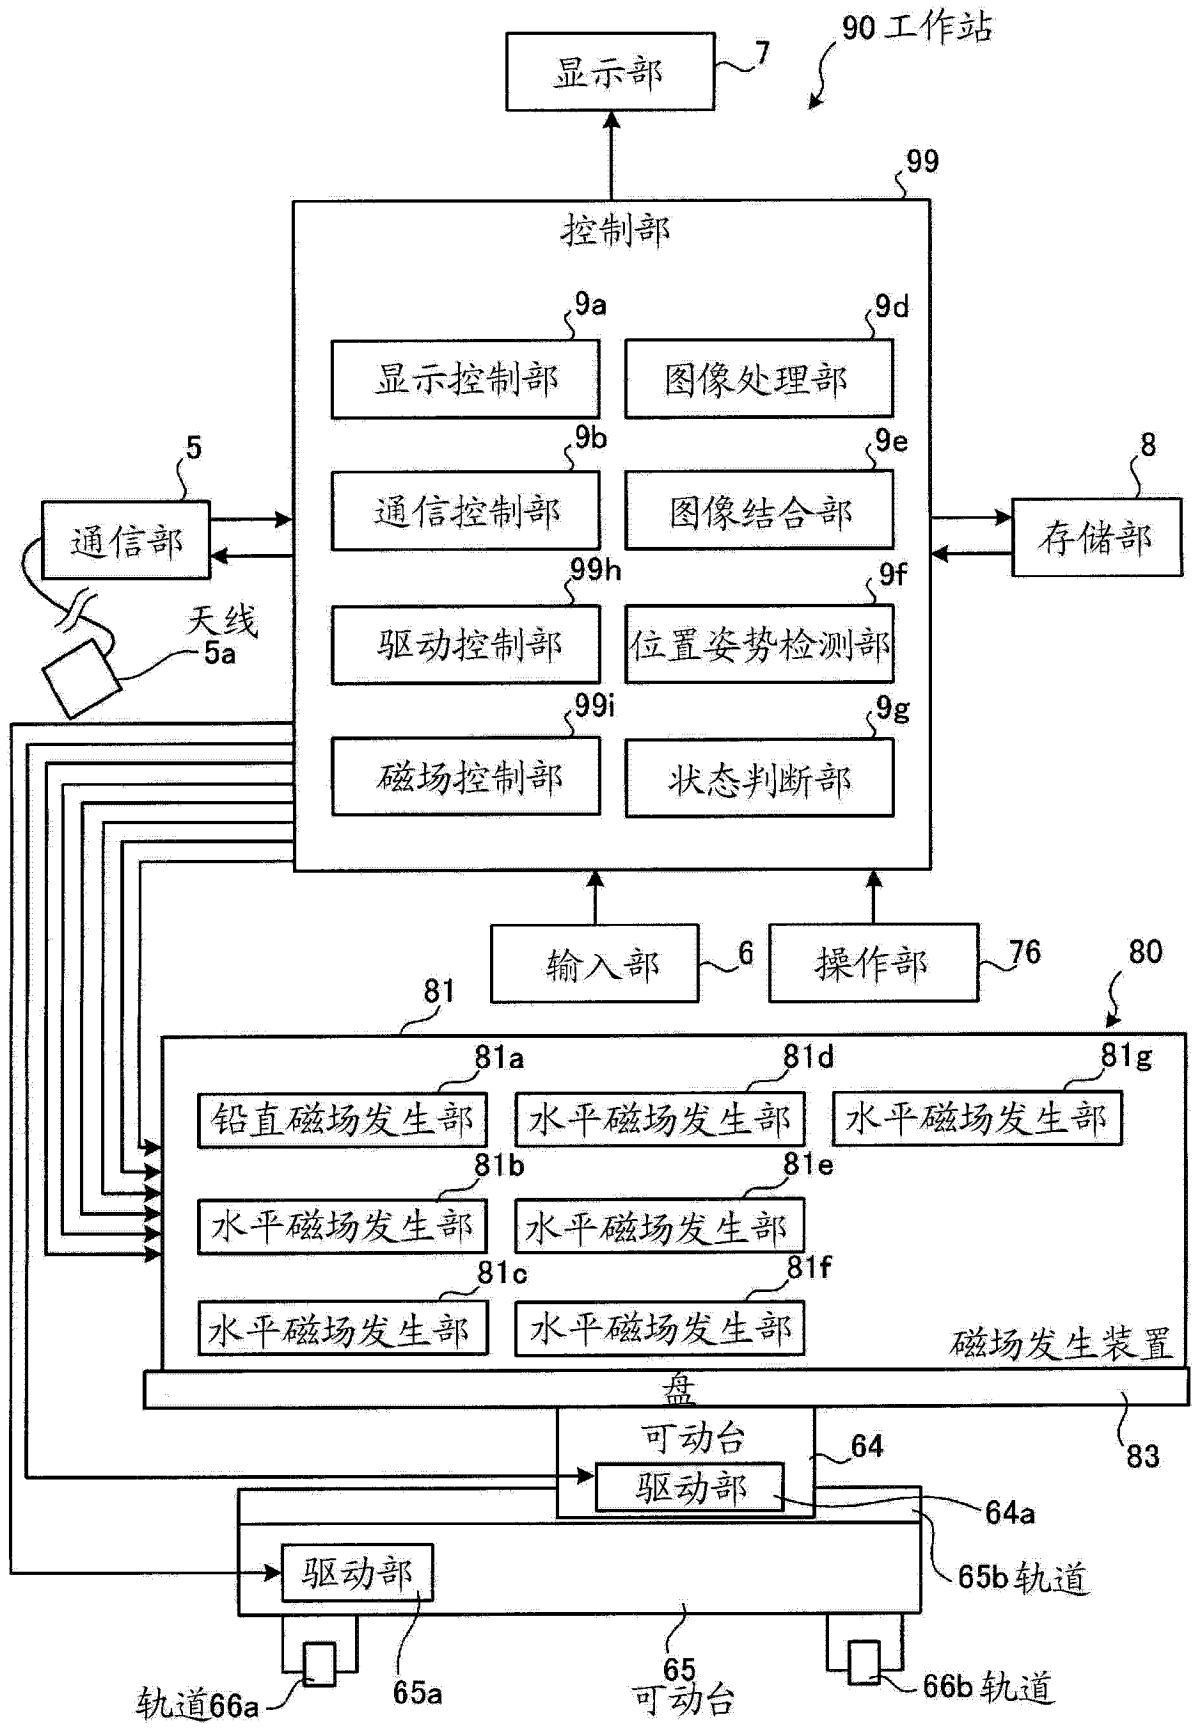 90 工作站
7
显示部
99
控制部
9a
9d
显示控制部
图像处理部
9b
9e
通信控制部
图像结合部
5
通信部
8
存储部
99h
9f
驱动控制部
位置姿势检测部
天线
5a
99i
9g
磁场控制部
状态判断部
输入部
6
操作部
76
80
81
81a
81d
81g
铅直磁场发生部
水平磁场发生部
水平磁场发生部
81b
81e
水平磁场发生部
水平磁场发生部
81c
81f
水平磁场发生部
水平磁场发生部
磁场发生装置
盘
83
可动台
64
驱动部
64a
65b 轨道
驱动部
轨道66a
65a
65
可动台
66b 轨道